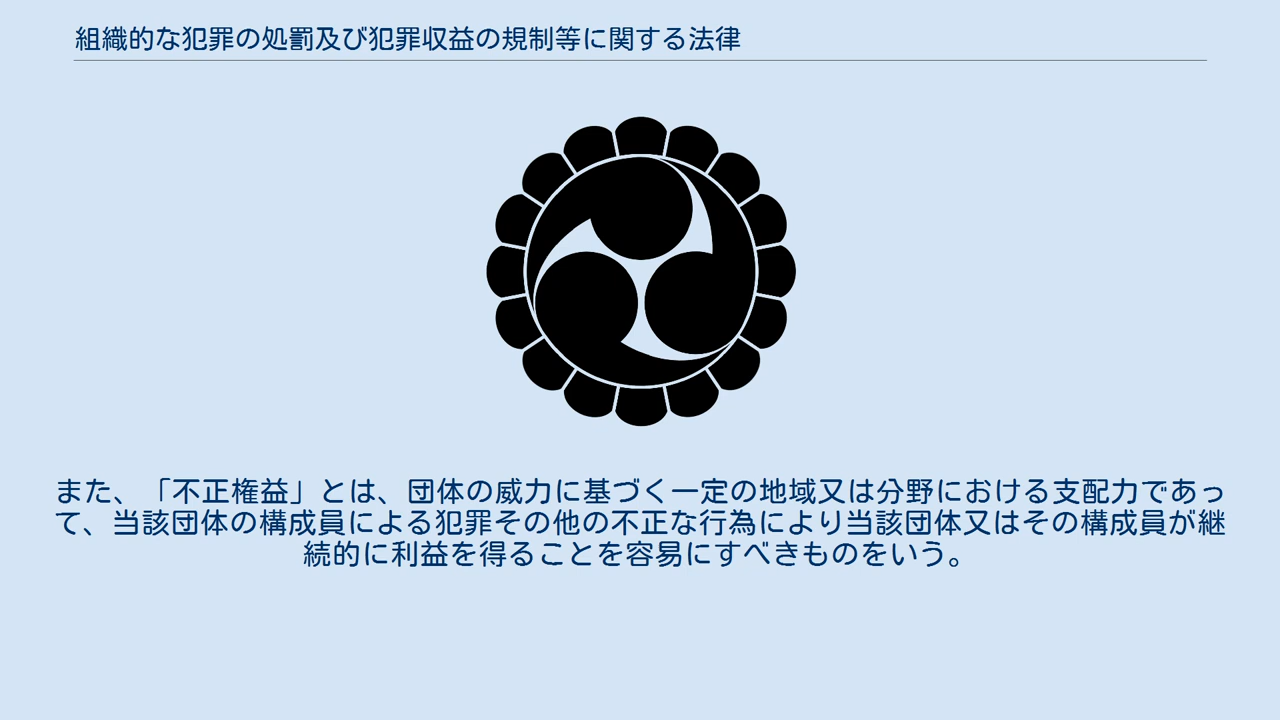 組織的な犯罪の処罰及び犯罪収益の規制等に関する法律
また、「不正権益」とは、団体の威力に基づく一定の地域又は分野における支配力であっ
て、当該団体の構成員による犯罪その他の不正な行為により当該団体又はその構成員が継
続的に利益を得ることを容易にすべきものをいう。